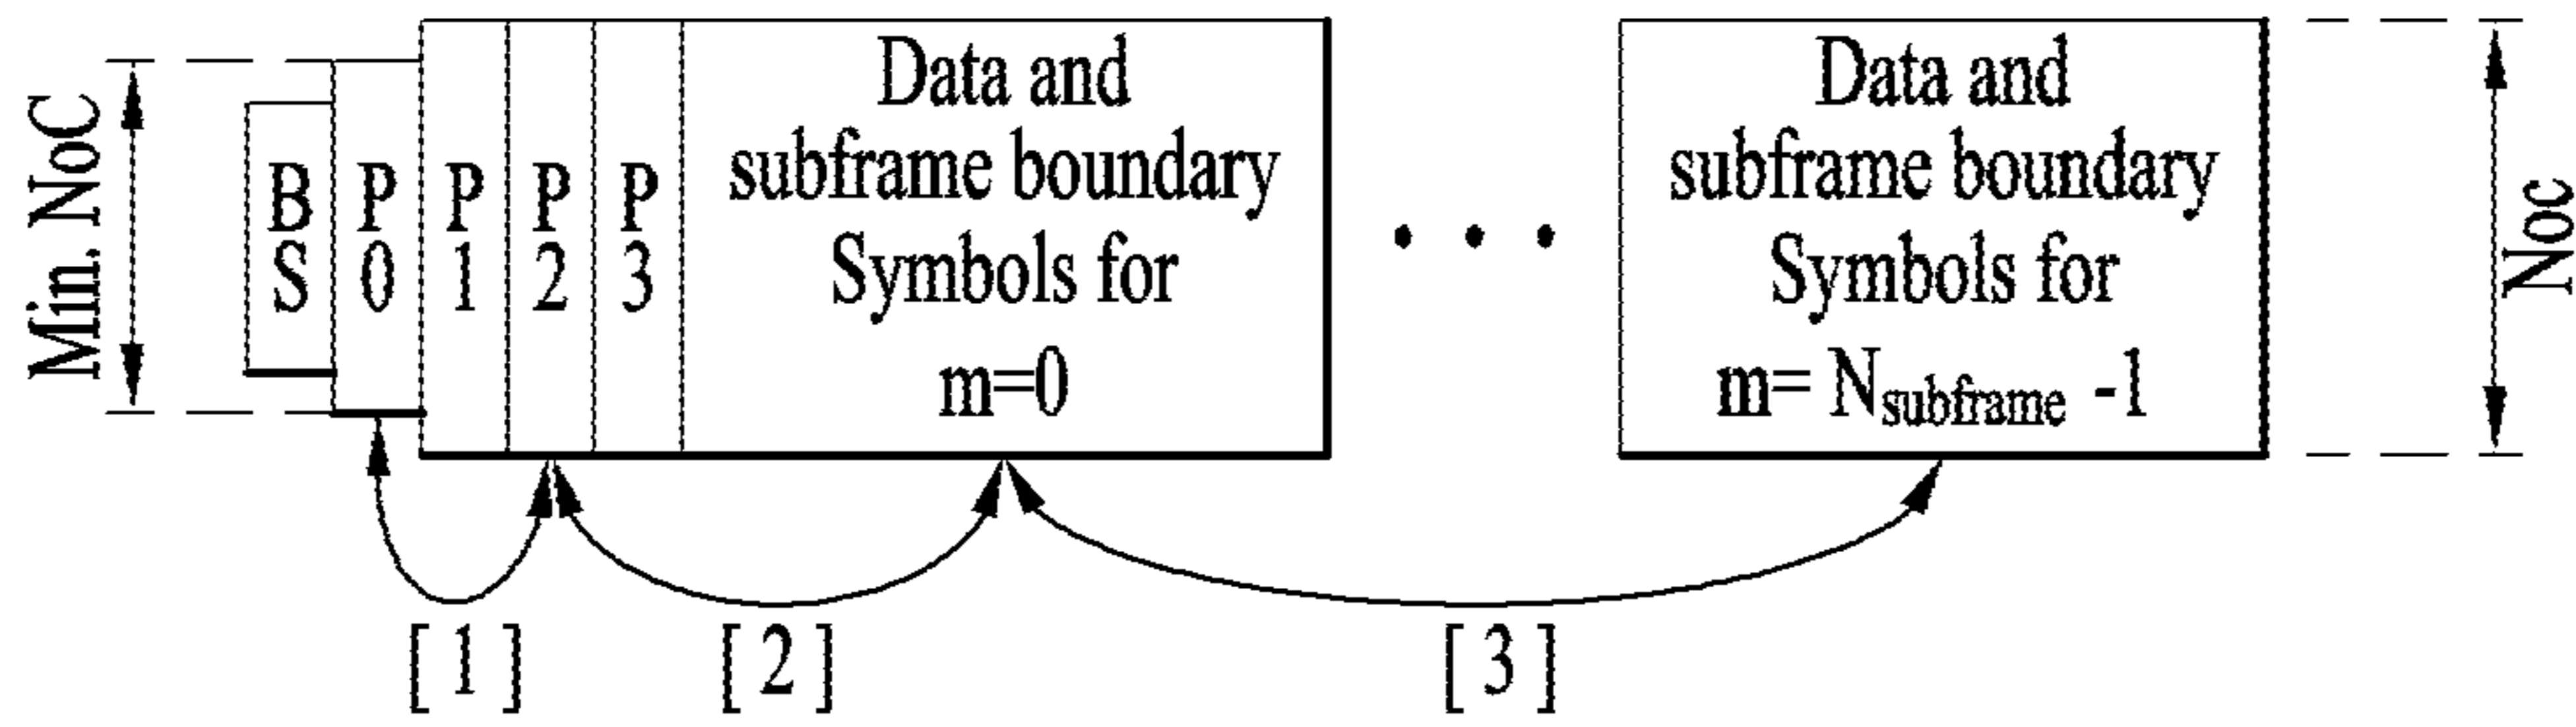 Min. NoC
B
S
P
0
P
1
P
2
P
3
Data and
subframe boundary
Symbols for
m=0
• • •
Data and
subframe boundary
Symbols for
m= Nsubframe -1
Noc
[ 1 ]
[ 2 ]
[ 3 ]